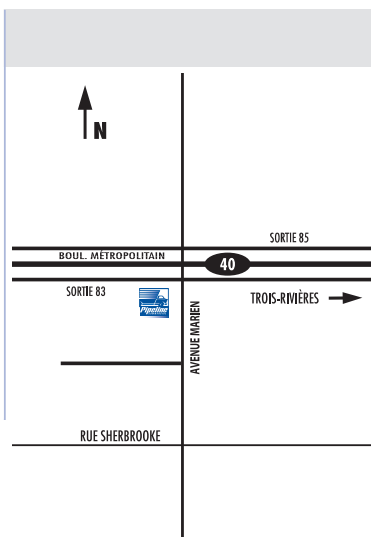 N
SORTIE 85
BOUL. MÉTROPOLITAIN
40
SORTIE 83
TROIS-RIVIÈRES
Pipeline
AVENUE MARIEN
RUE SHERBROOKE